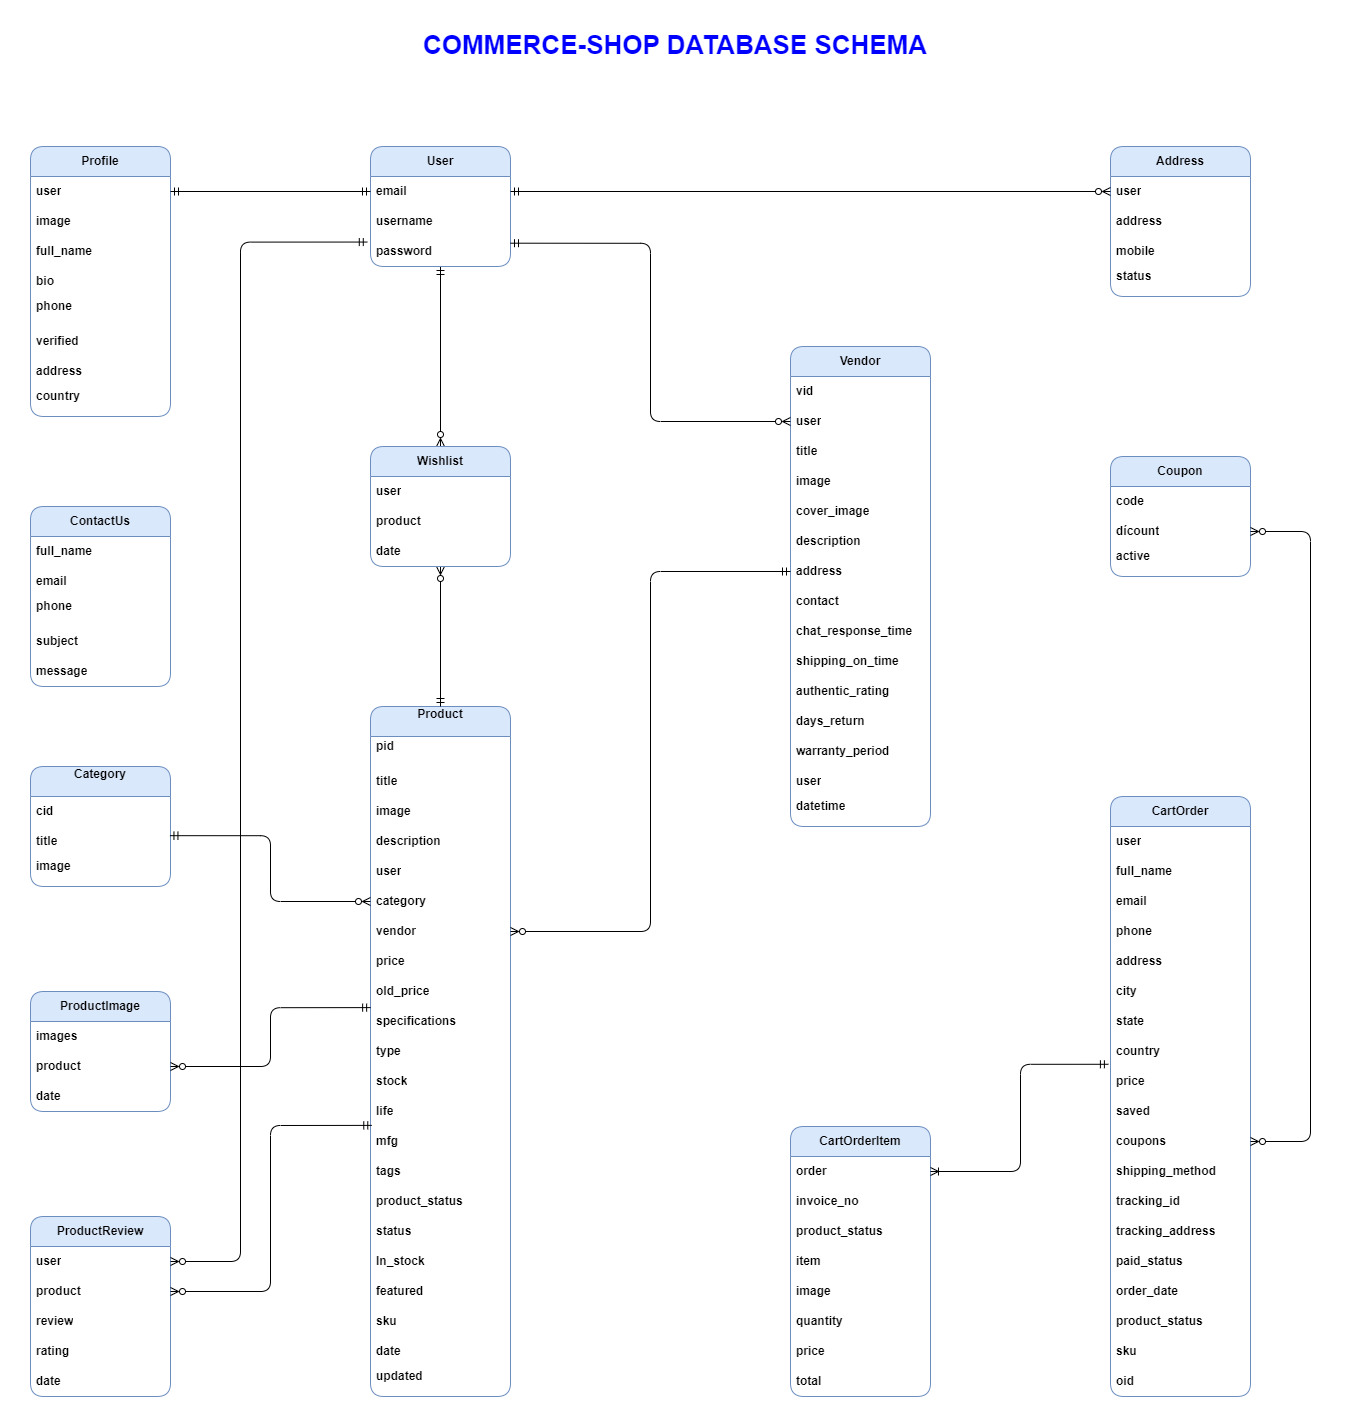 COMMERCE-SHOP DATABASE SCHEMA
Profile
user
image
full_name
bio
phone
verified
address
country
User
email
username
password
Address
user
address
mobile
status
Vendor
vid
user
title
image
cover_image
description
address
contact
chat_response_time
shipping_on_time
authentic_rating
days_return
warranty_period
user
datetime
Wishlist
user
product
date
Coupon
code
dícount
active
ContactUs
full_name
email
phone
subject
message
Product
pid
title
image
description
user
category
vendor
price
old_price
specifications
type
stock
life
mfg
tags
product_status
status
In_stock
featured
sku
date
updated
Category
cid
title
image
CartOrder
user
full_name
email
phone
address
city
state
country
price
saved
coupons
shipping_method
tracking_id
tracking_address
paid_status
order_date
product_status
sku
oid
ProductImage
images
product
date
CartOrderItem
order
invoice_no
product_status
item
image
quantity
price
total
ProductReview
user
product
review
rating
date